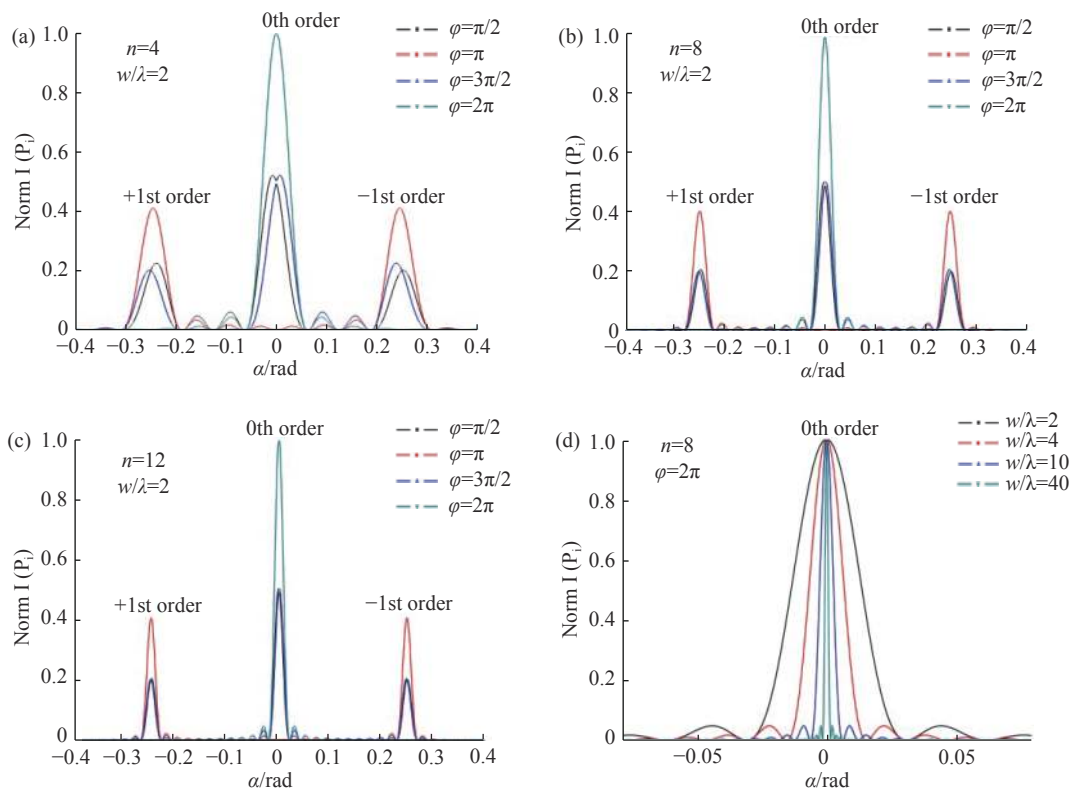 (a)
0th order
n=4
w/λ=2
φ=π/2
φ=π
φ=3π/2
φ=2π
+1st order
−1st order
Norm I (Pi)
1.0
0.8
0.6
0.4
0.2
0
−0.4 −0.3 −0.2 −0.1 0 0.1 0.2 0.3 0.4
α/rad
(b)
0th order
n=8
w/λ=2
φ=π/2
φ=π
φ=3π/2
φ=2π
+1st order
−1st order
Norm I (Pi)
1.0
0.8
0.6
0.4
0.2
0
−0.4 −0.3 −0.2 −0.1 0 0.1 0.2 0.3 0.4
α/rad
(c)
0th order
n=12
w/λ=2
φ=π/2
φ=π
φ=3π/2
φ=2π
+1st order
−1st order
Norm I (Pi)
1.0
0.8
0.6
0.4
0.2
0
−0.4 −0.3 −0.2 −0.1 0 0.1 0.2 0.3 0.4
α/rad
(d)
0th order
n=8
φ=2π
w/λ=2
w/λ=4
w/λ=10
w/λ=40
Norm I (Pi)
1.0
0.8
0.6
0.4
0.2
0
−0.05 0 0.05
α/rad